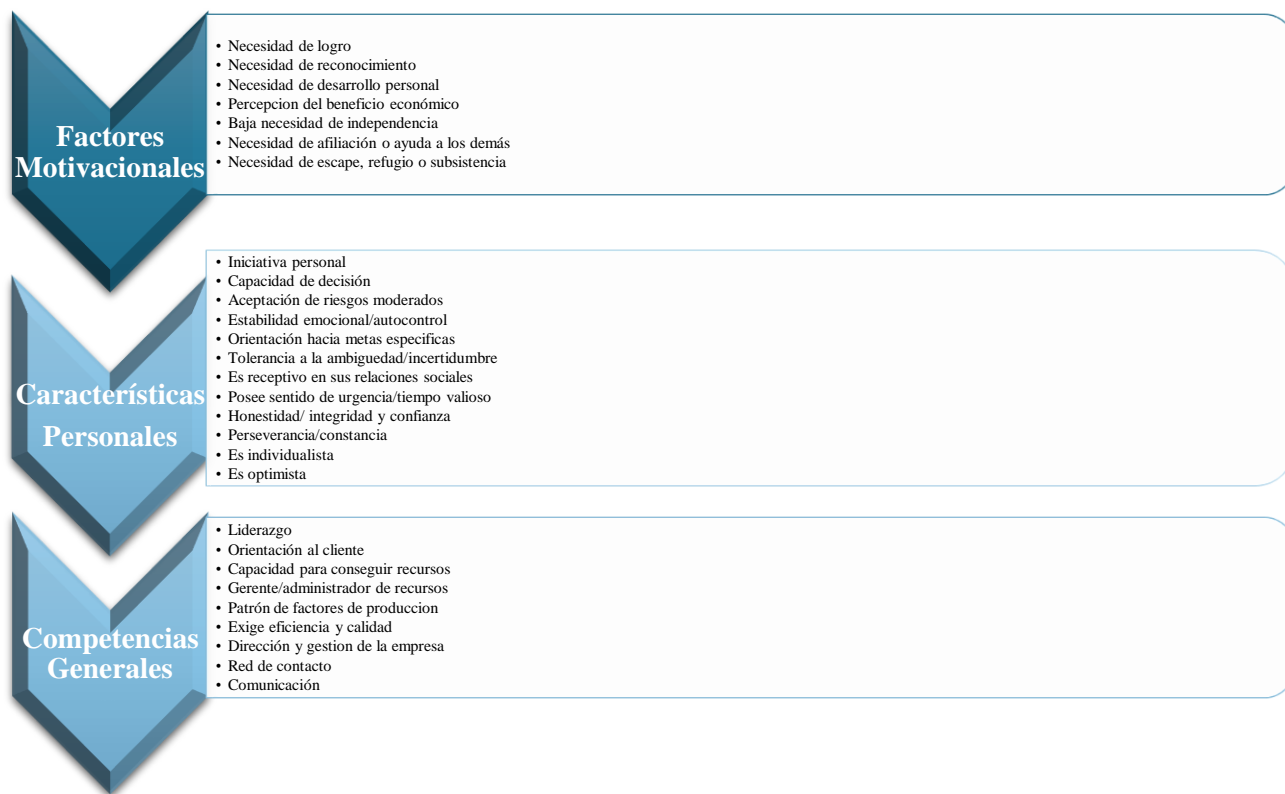 Factores
Motivacionales
• Necesidad de logro
• Necesidad de reconocimiento
• Necesidad de desarrollo personal
• Percepcion del beneficio económico
• Baja necesidad de independencia
• Necesidad de afiliación o ayuda a los demás
• Necesidad de escape, refugio o subsistencia
Característicás
Personales
• Iniciativa personal
• Capacidad de decisión
• Aceptación de riesgos moderados
• Estabilidad emocional/autocontrol
• Orientación hacia metas especificas
• Tolerancia a la ambiguedad/incertidumbre
• Es receptivo en sus relaciones sociales
• Posee sentido de urgencia/tiempo valioso
• Honestidad/ integridad y confianza
• Perseverancia/constancia
• Es individualista
• Es optimista
Competencias
Generales
• Liderazgo
• Orientación al cliente
• Capacidad para conseguir recursos
• Gerente/administrador de recursos
• Patrón de factores de produccion
• Exige eficiencia y calidad
• Dirección y gestion de la empresa
• Red de contacto
• Comunicación